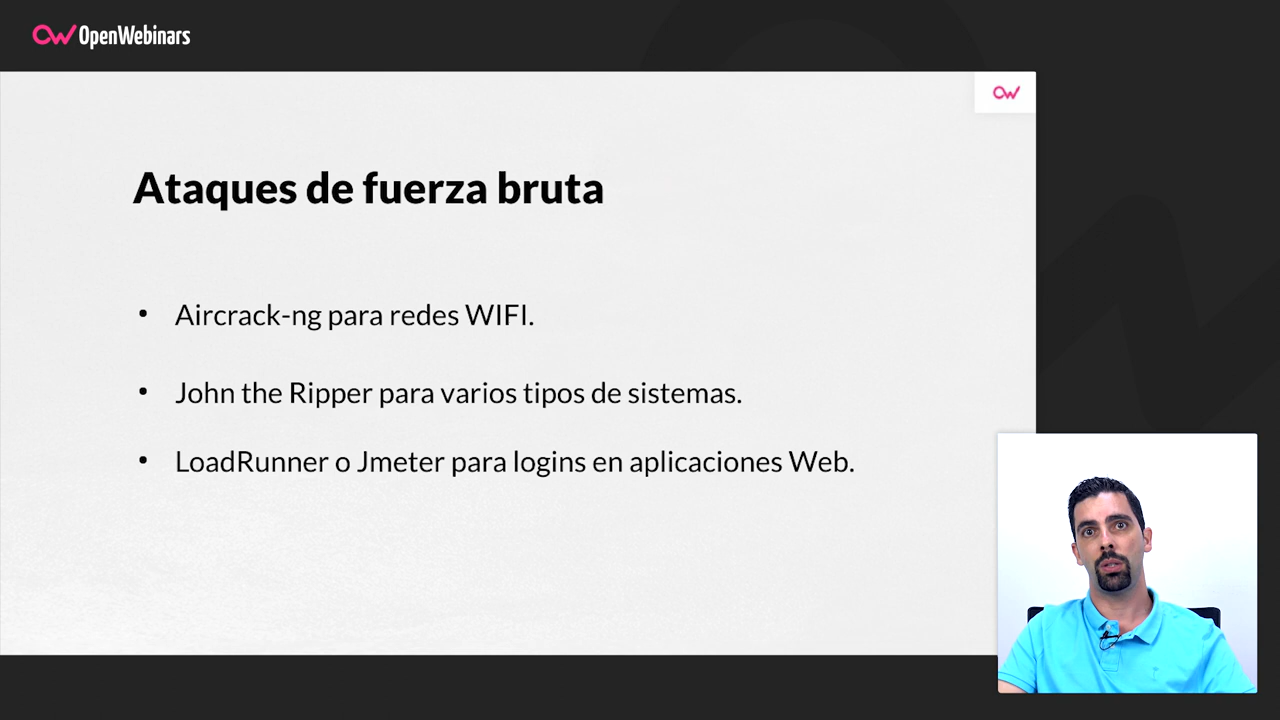 OpenWebinars
Ataques de fuerza bruta
• Aircrack-ng para redes WIFI.
• John the Ripper para varios tipos de sistemas.
• LoadRunner o Jmeter para logins en aplicaciones Web.